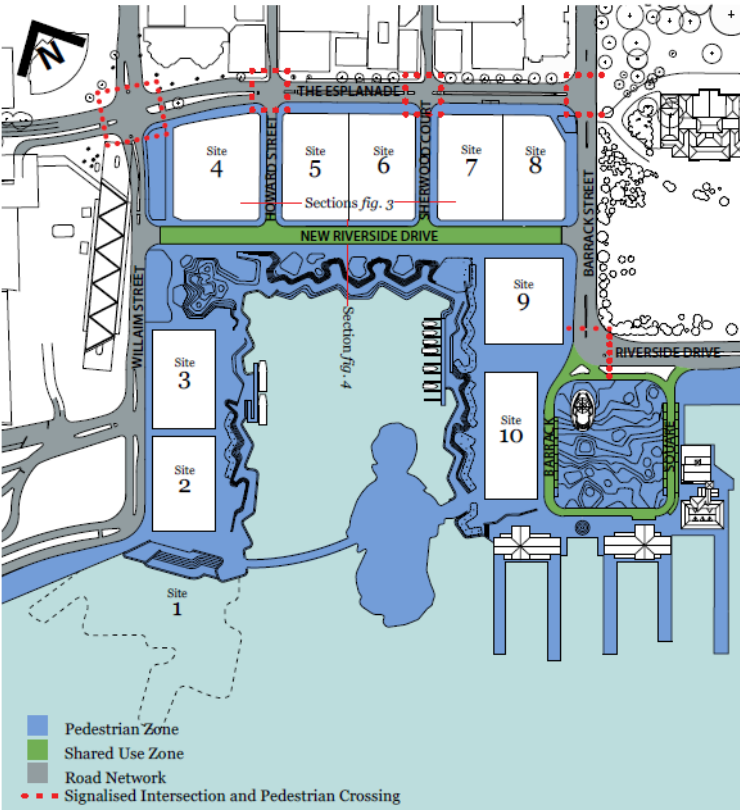 N
THE ESPLANADE
HOWARD STREET
SHERWOOD COURT
Site
4
Site
5
Site
6
Site
7
Site
8
Sections fig. 3
NEW RIVERSIDE DRIVE
BARRACK STREET
WILLAIM STREET
Section fig. 4
Site
9
RIVERSIDE DRIVE
Site
3
Site
10
BARRACK
SQUARE
Site
2
Site
1
Pedestrian Zone
Shared Use Zone
Road Network
Signalised Intersection and Pedestrian Crossing